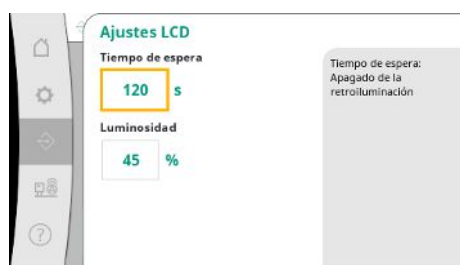 Ajustes LCD
Tiempo de espera
120 s
Luminosidad
45 %
Tiempo de espera:
Apagado de la
retroiluminación
?